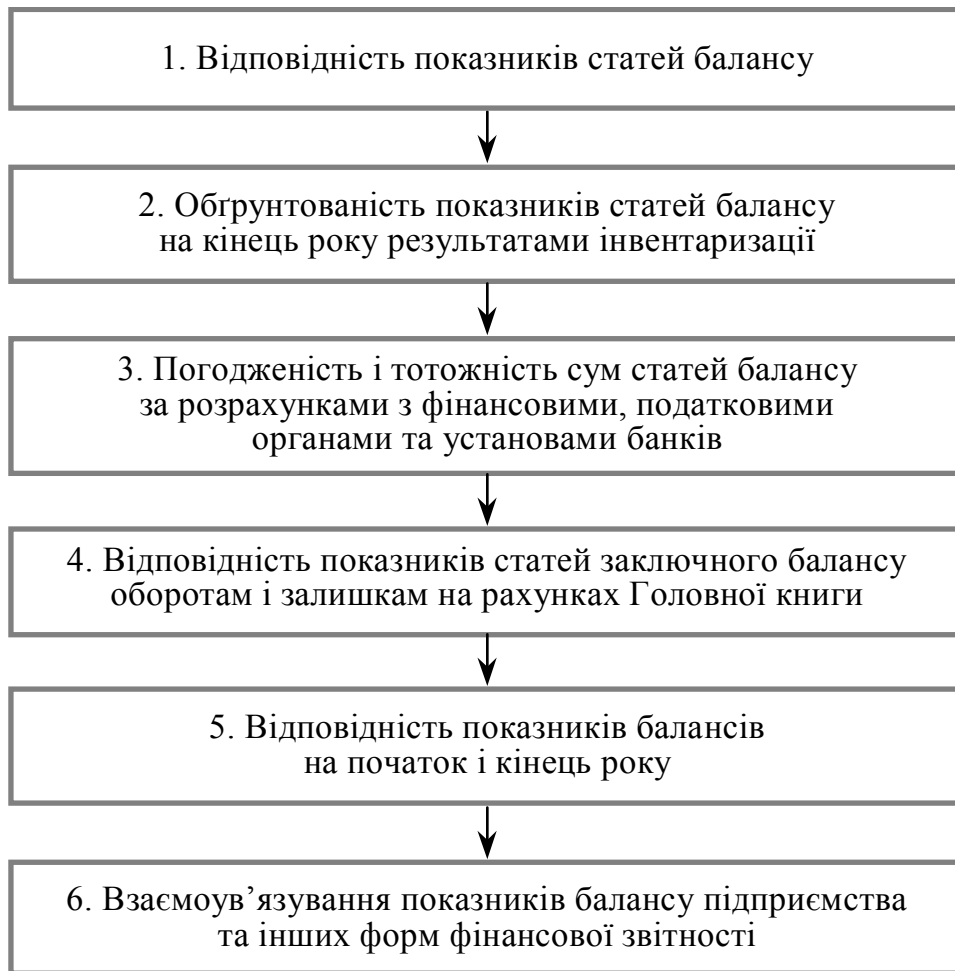 1. Відповідність показників статей балансу
2. Обґрунтованість показників статей балансу
на кінець року результатами інвентаризації
3. Погодженість і тотожність сум статей балансу
за розрахунками з фінансовими, податковими
органами та установами банків
4. Відповідність показників статей заключного балансу
оборотам і залишкам на рахунках Головної книги
5. Відповідність показників балансів
на початок і кінець року
6. Взаємоув’язування показників балансу підприємства
та інших форм фінансової звітності